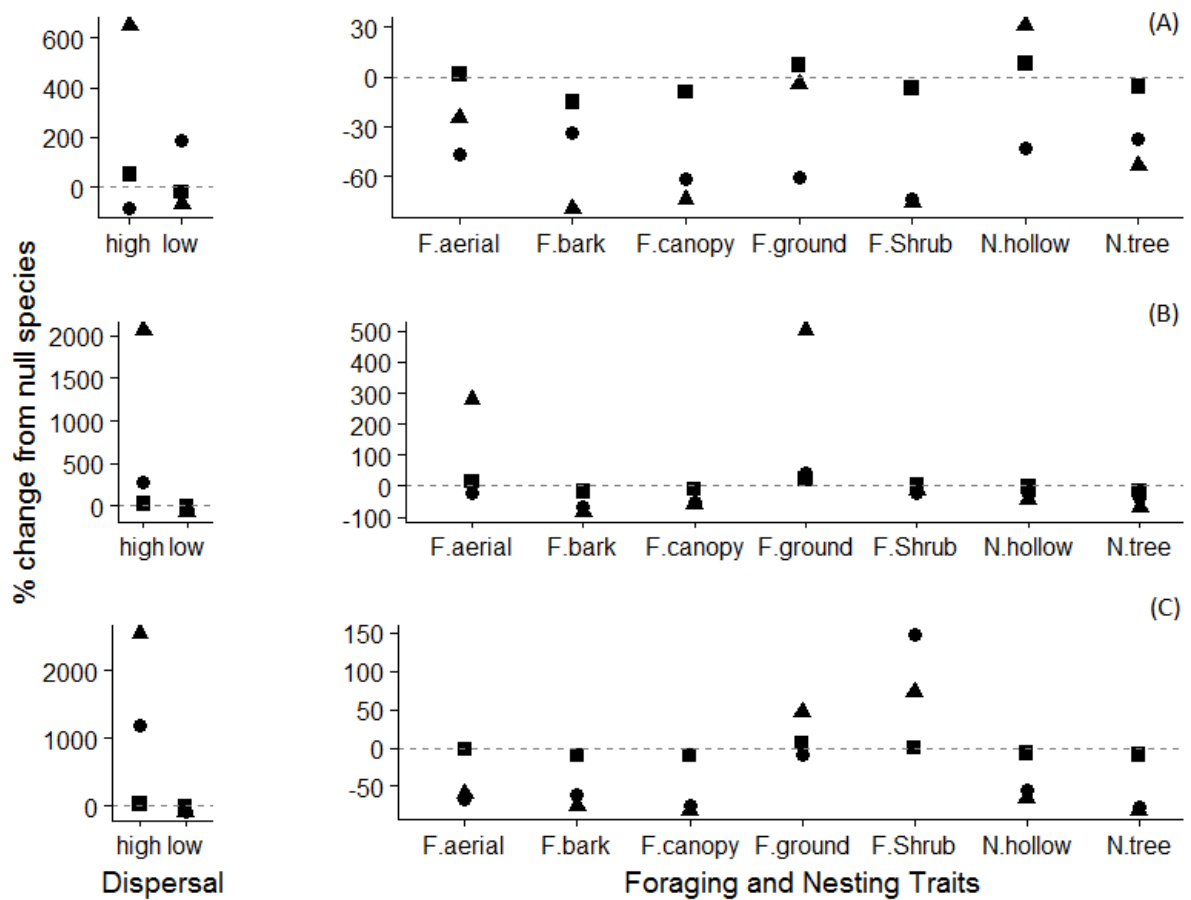 % change from null species
(A)
600
400
200
0
high low
30
0
-30
-60
F.aerial F.bark F.canopy F.ground F.Shrub N.hollow N.tree
(B)
2000
1500
1000
500
0
high low
500
400
300
200
100
0
-100
F.aerial F.bark F.canopy F.ground F.Shrub N.hollow N.tree
(C)
2000
1000
0
high low
150
100
50
0
-50
F.aerial F.bark F.canopy F.ground F.Shrub N.hollow N.tree
Dispersal
Foraging and Nesting Traits